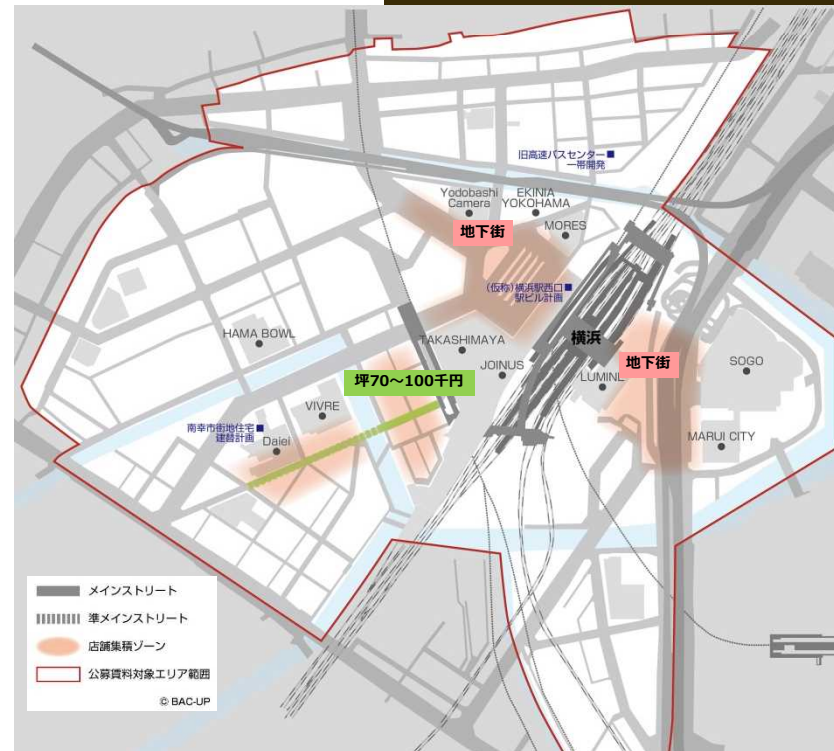 旧高速バスセンター
一帯開発
Yodobashi
Camera
EKINIA
YOKOHAMA
地下街
MORES
(仮称)横浜駅西口
駅ビル計画
HAMA BOWL
TAKASHIMAYA
横浜
JOINUS
地下街
LUMINE
SOGO
坪70~100千円
VIVRE
南幸市街地住宅
建替計画
Daiei
MARUI CITY
メインストリート
準メインストリート
店舗集積ゾーン
公募賃料対象エリア範囲
© BAC-UP